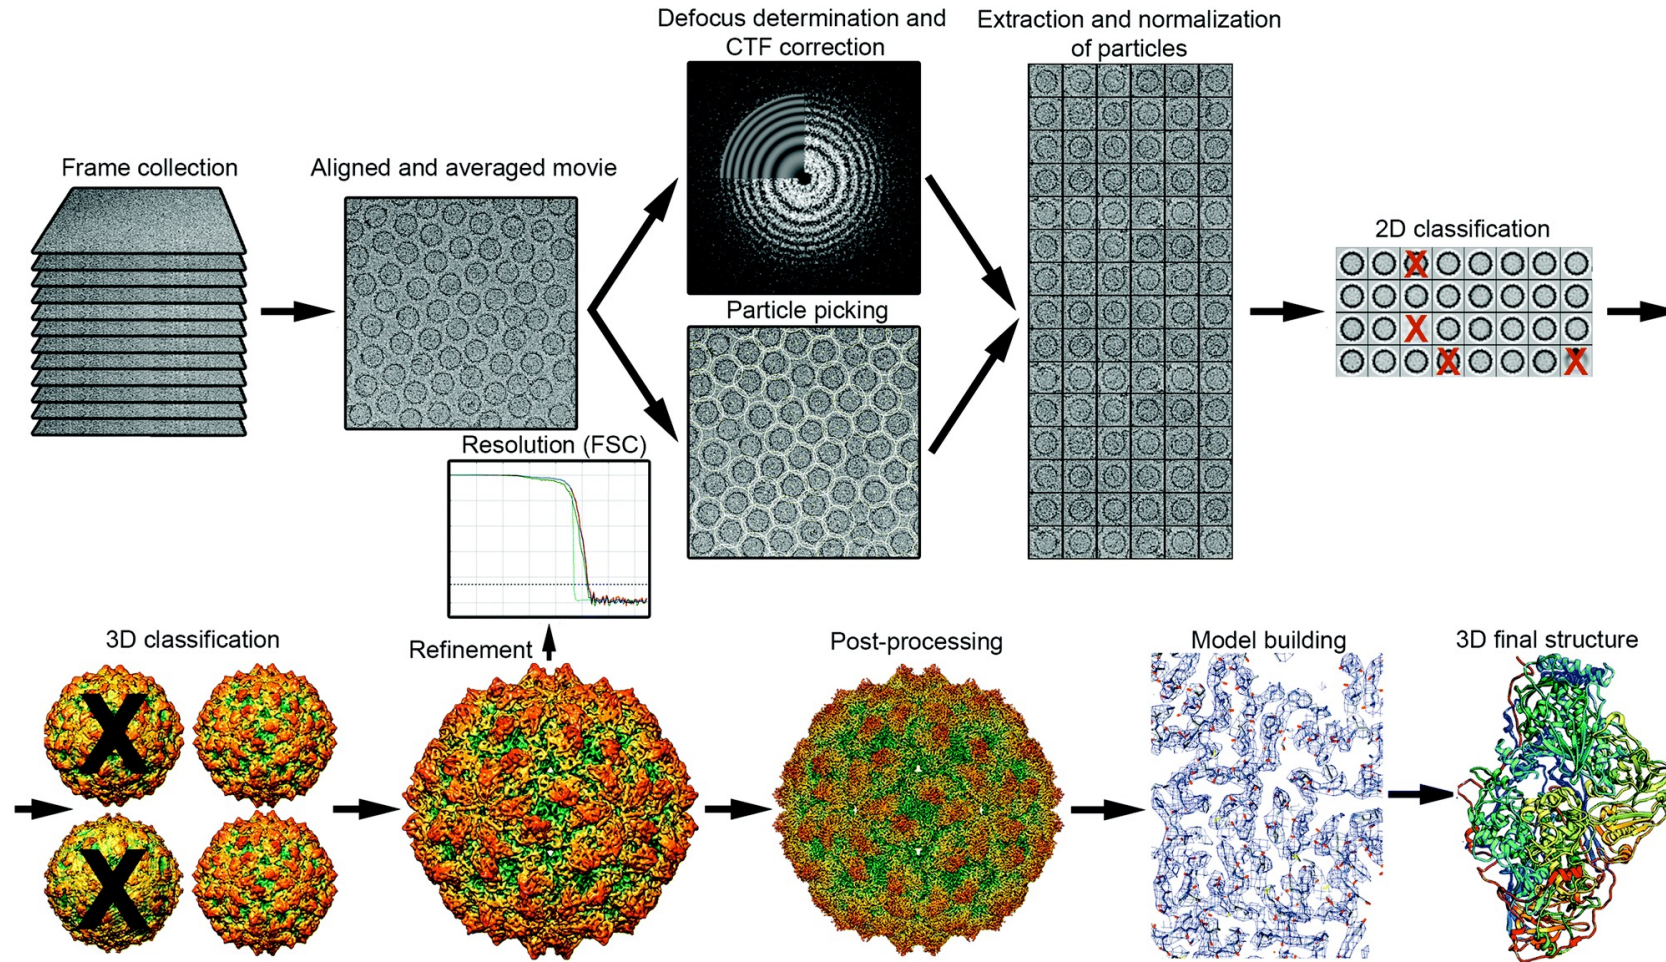 Defocus determination and
CTF correction
Extraction and normalization
of particles
Frame collection
Aligned and averaged movie
2D classification
X
X
X
X
Particle picking
Resolution (FSC)
3D classification
Refinement
Post-processing
Model building
3D final structure
X
X